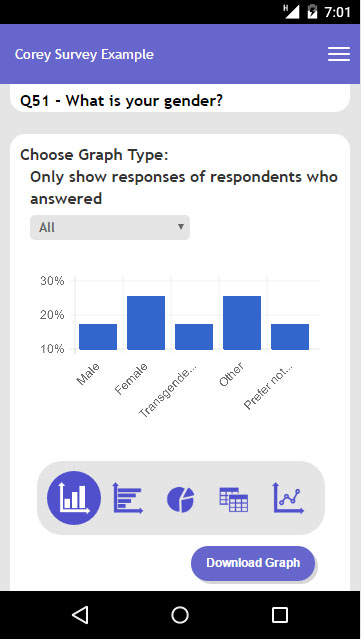 H 7:01
Corey Survey Example
Q51 - What is your gender?
Choose Graph Type:
Only show responses of respondents who
answered
All
30%
20%
10%
Male
Female
Transgende...
Other
Prefer not...
Download Graph